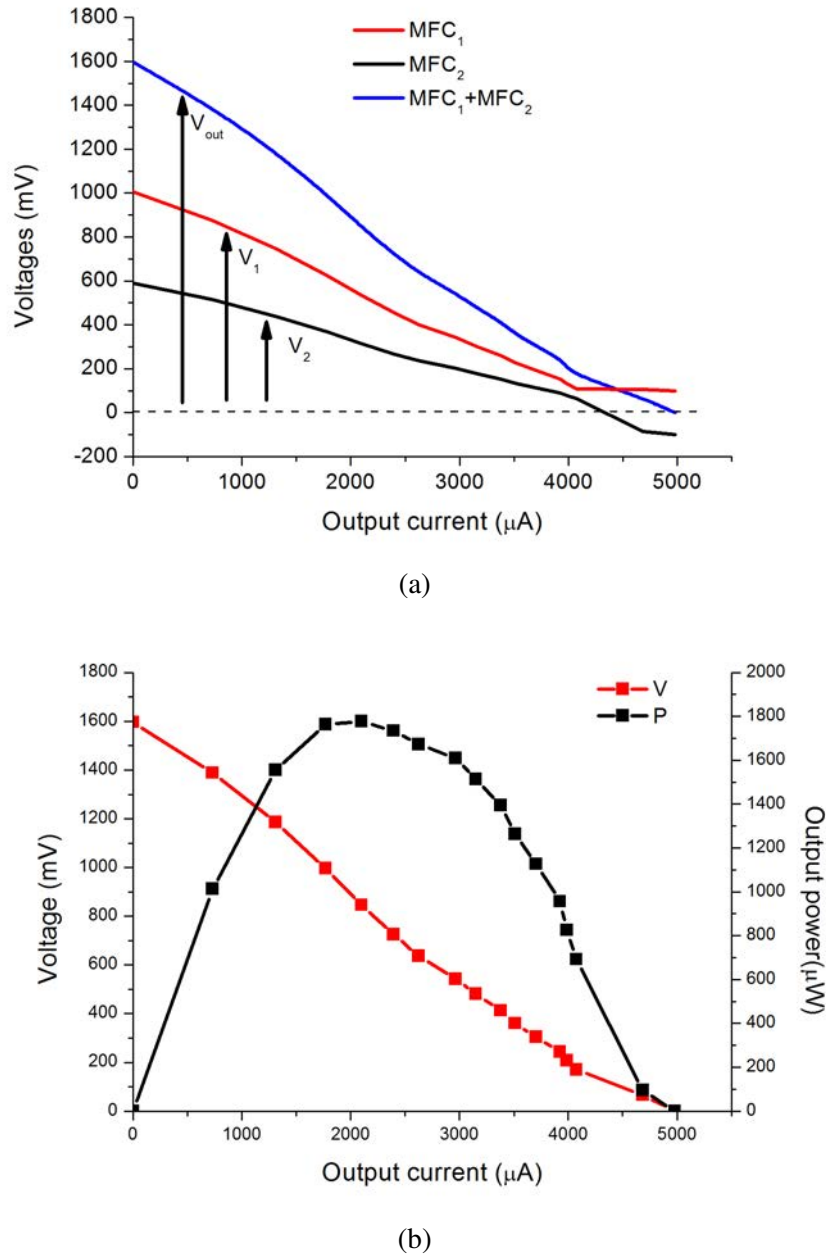 MFC₁
MFC₂
MFC₁+MFC₂
1800
1600
1400
1200
1000
800
600
400
200
0
-200
Voltages (mV)
V_out
V₁
V₂
0 1000 2000 3000 4000 5000
Output current (μA)
(a)
V
P
1800
1600
1400
1200
1000
800
600
400
200
0
Voltage (mV)
2000
1800
1600
1400
1200
1000
800
600
400
200
0
Output power(μW)
0 1000 2000 3000 4000 5000
Output current (μA)
(b)